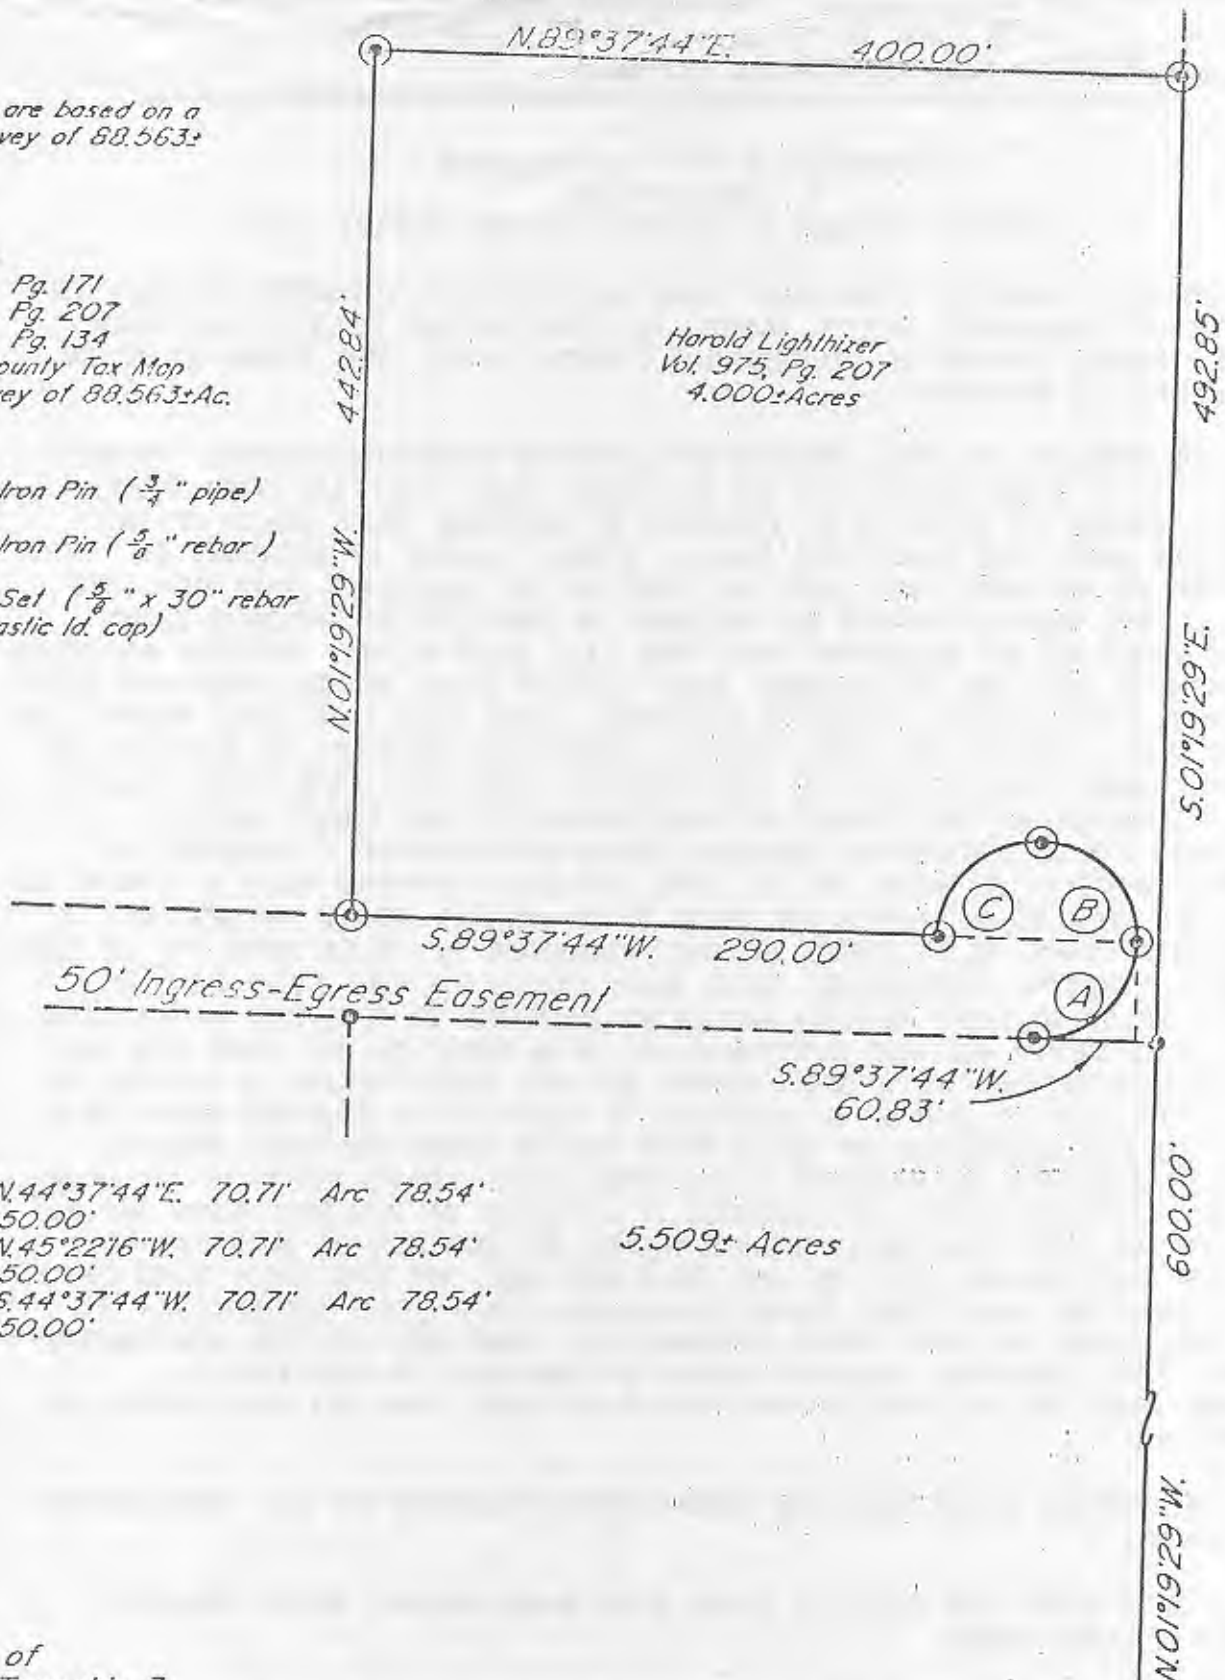 N.89°37'44"E. 400.00'
are based on a
vey of 88.563±
Pg. 171
Pg. 207
Pg. 134
ounty Tax Map
ey of 88.563±Ac.
Iron Pin (3/4" pipe)
Iron Pin (5/8" rebar)
Set (5/8" x 30" rebar
astic Id. cap)
N.01°19'29"W. 442.84'
Harold Lighthizer
Vol. 975, Pg. 207
4.000±Acres
S.01°19'29"E. 492.85'
C
B
A
S.89°37'44"W. 290.00'
50' Ingress-Egress Easement
S.89°37'44"W.
60.83'
N.44°37'44"E. 70.71' Arc 78.54'
50.00'
N.45°22'16"W. 70.71' Arc 78.54'
50.00'
S.44°37'44"W. 70.71' Arc 78.54'
50.00'
5.509± Acres
600.00'
N.01°19'29"W.
of